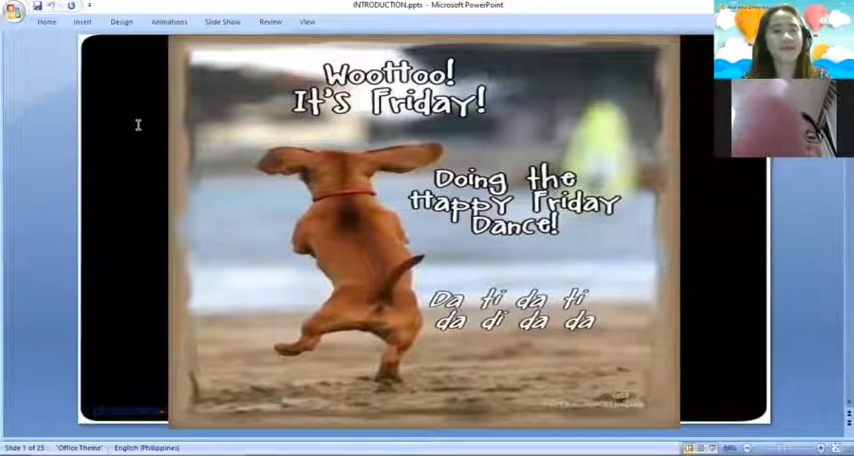 INTRODUCTION.pptx - Microsoft PowerPoint
Home Insert Design Animations Slide Show Review View
Woottoo!
It's Friday!
Doing the
Happy Friday
Dance!
Da ti da ti
da di da da
Slide 1 of 25 "Office Theme" English (Philippines)